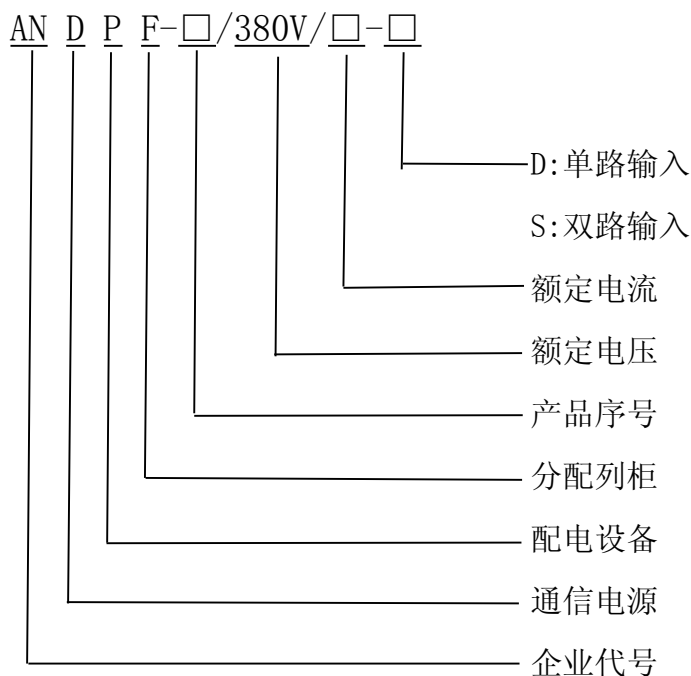 AN D P F-□/380V/□-□
D:单路输入
S:双路输入
额定电流
额定电压
产品序号
分配列柜
配电设备
通信电源
企业代号